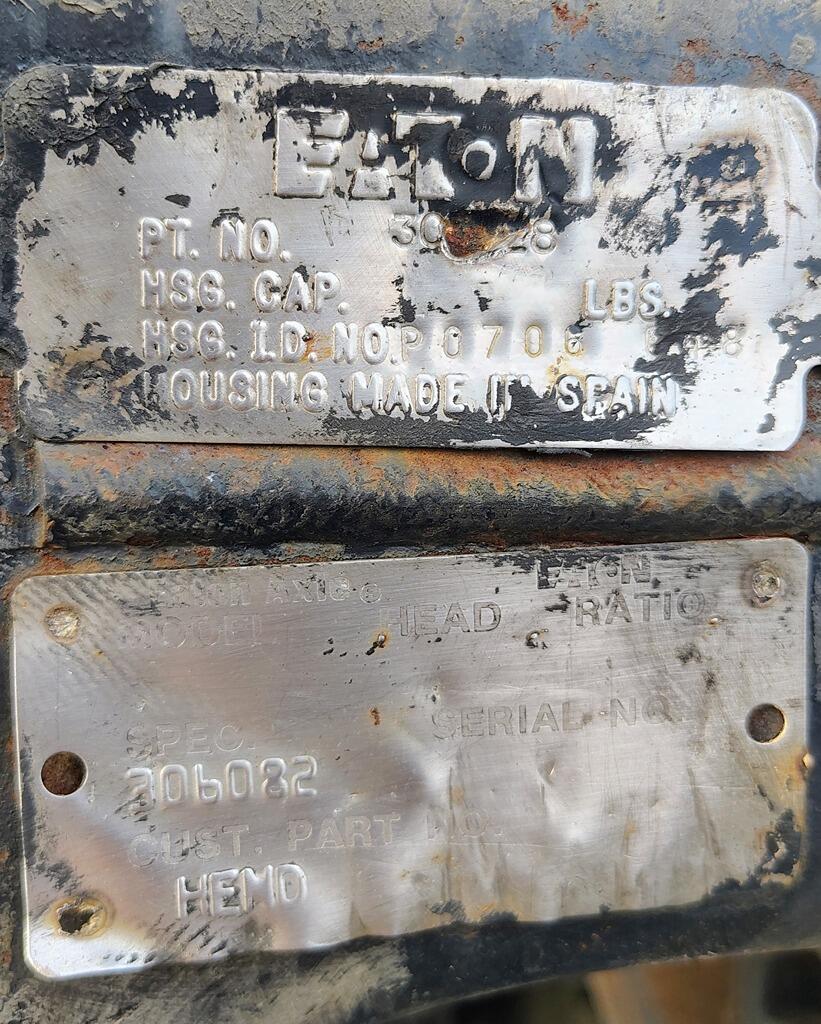 EATON
PT. NO.
HSG. CAP. LBS.
HSG. I.D. NO.
HOUSING MADE IN SPAIN
EATON
HEAD RATIO
SPEC. SERIAL NO.
306082
CUST. PART NO.
HEMD